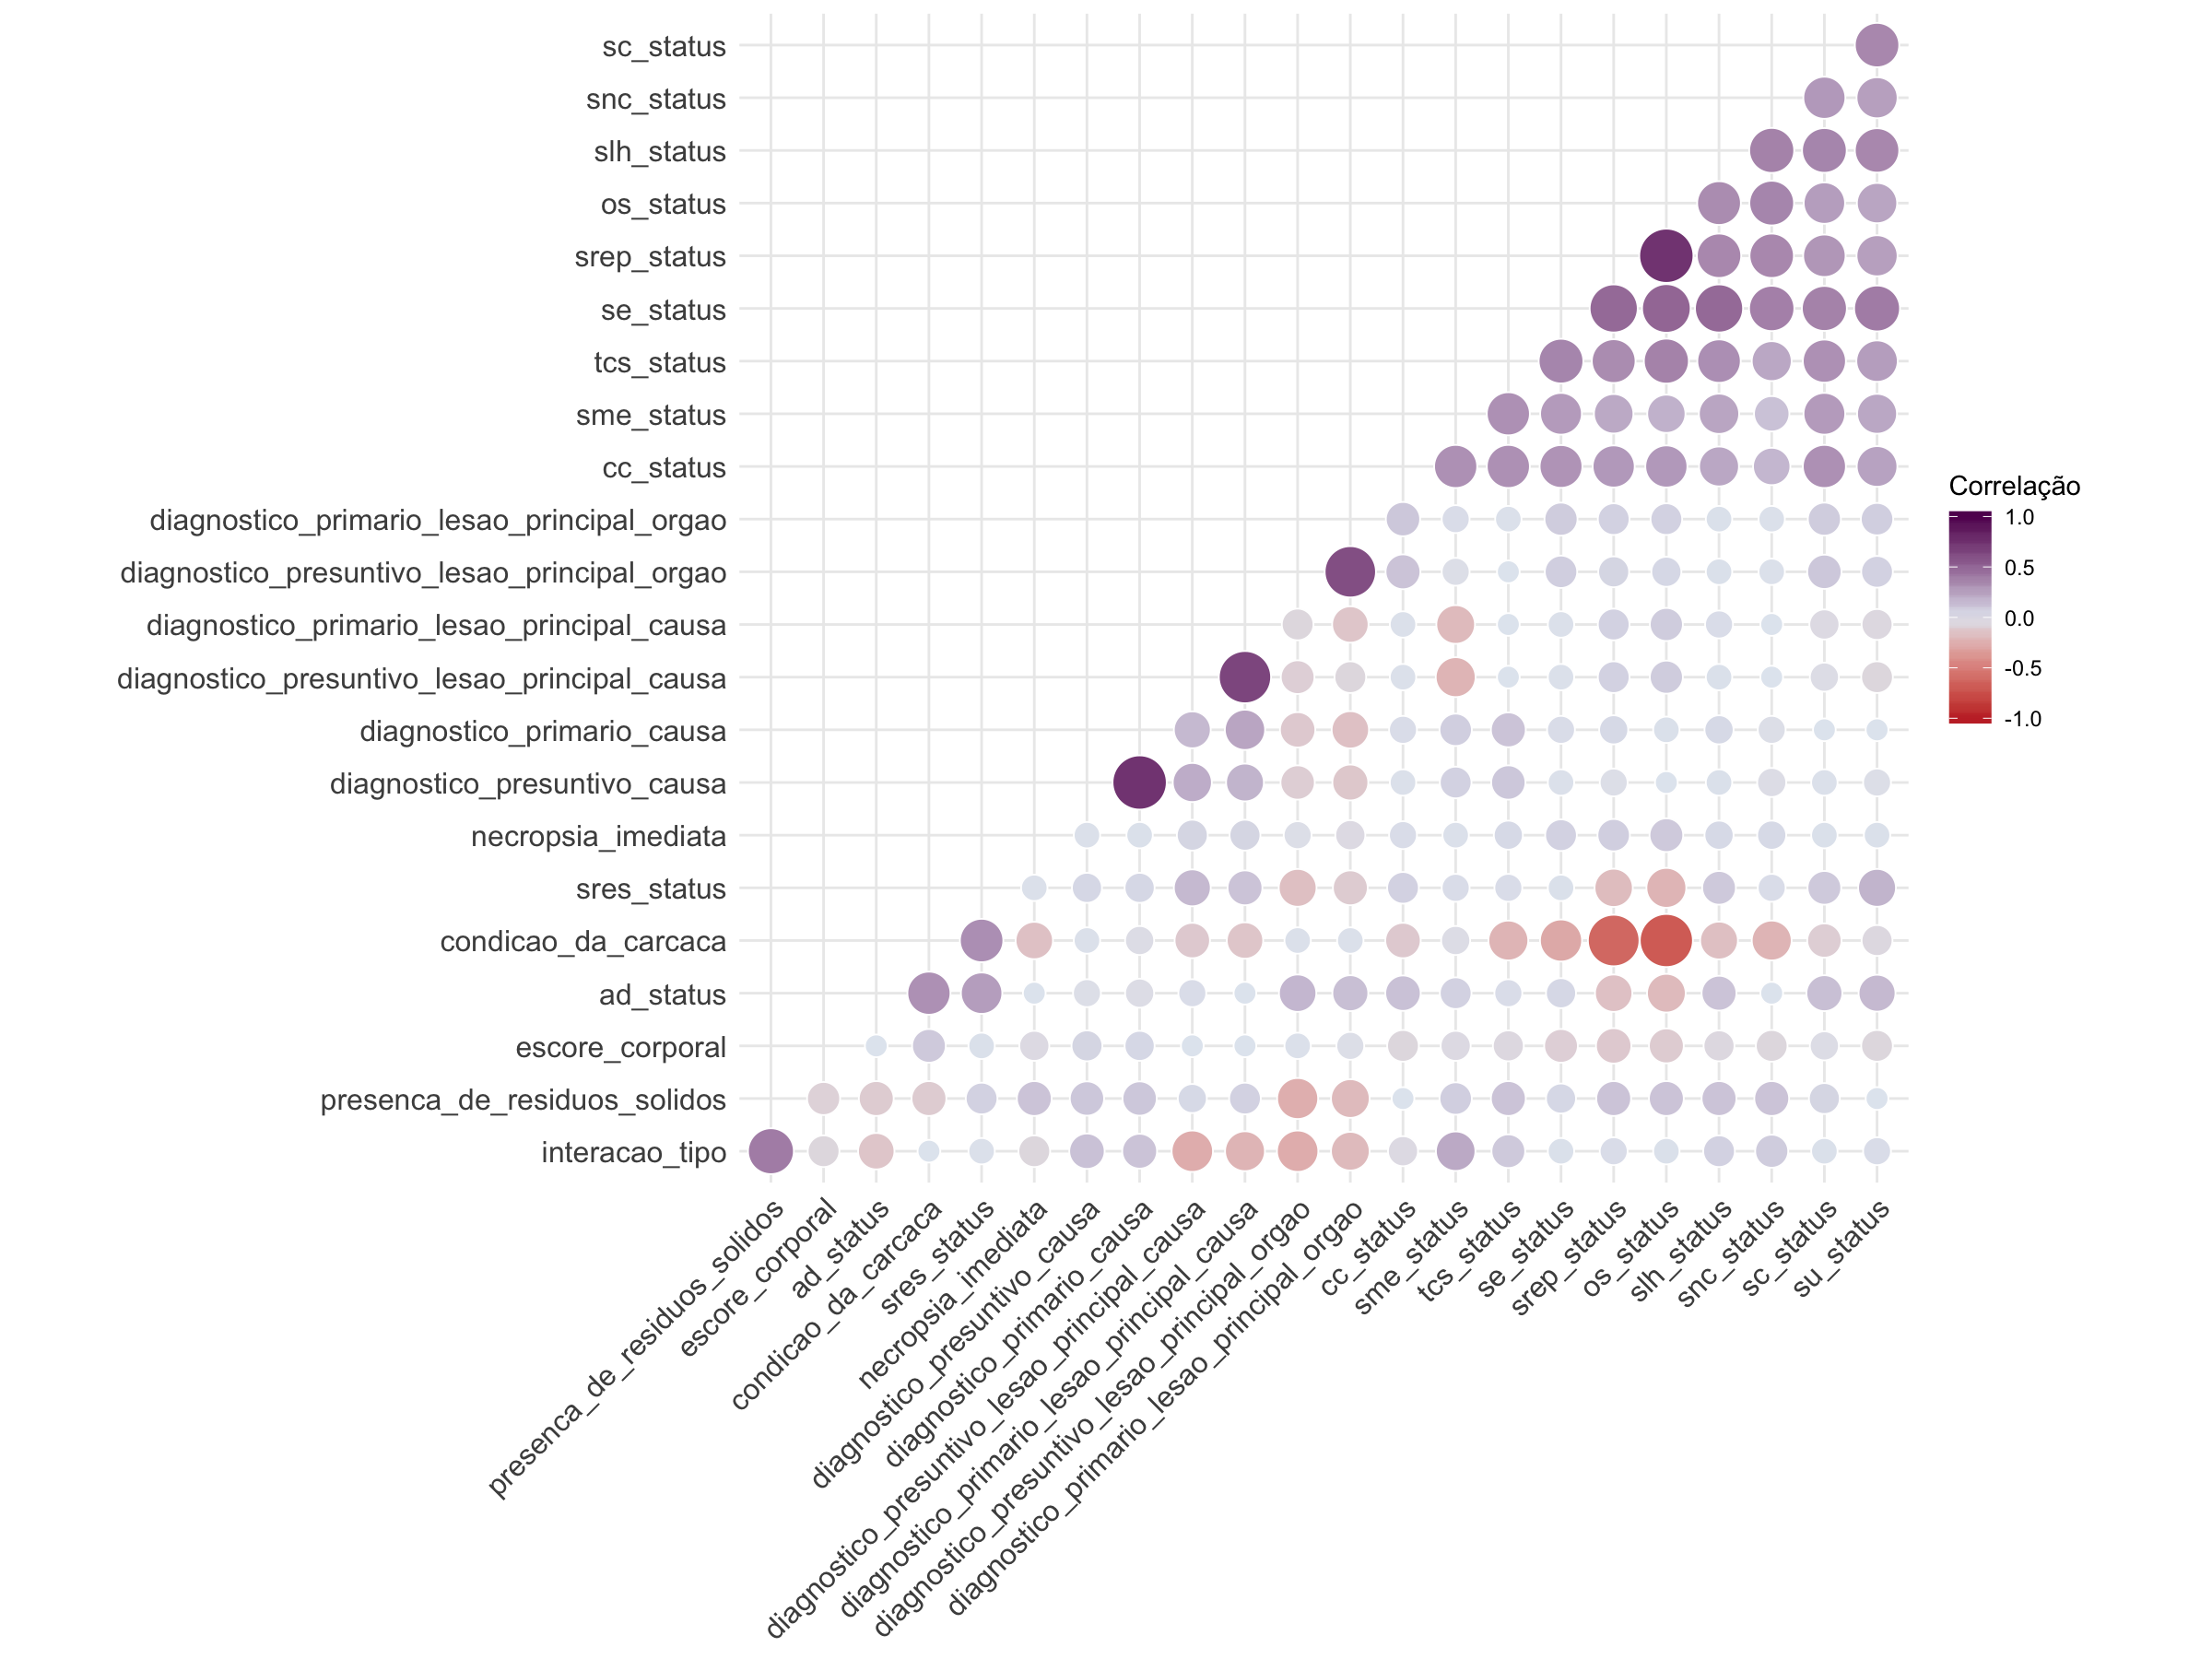 sc_status
snc_status
slh_status
os_status
srep_status
se_status
tcs_status
sme_status
cc_status
diagnostico_primario_lesao_principal_orgao
diagnostico_presuntivo_lesao_principal_orgao
diagnostico_primario_lesao_principal_causa
diagnostico_presuntivo_lesao_principal_causa
diagnostico_primario_causa
diagnostico_presuntivo_causa
necropsia_imediata
sres_status
condicao_da_carcaca
ad_status
escore_corporal
presenca_de_residuos_solidos
interacao_tipo
presenca_de_residuos_solidos
escore_corporal
ad_status
condicao_da_carcaca
sres_status
necropsia_imediata
diagnostico_presuntivo_causa
diagnostico_primario_causa
diagnostico_presuntivo_lesao_principal_causa
diagnostico_primario_lesao_principal_causa
diagnostico_presuntivo_lesao_principal_orgao
diagnostico_primario_lesao_principal_orgao
cc_status
sme_status
tcs_status
se_status
srep_status
os_status
slh_status
snc_status
sc_status
su_status
Correlação
1.0
0.5
0.0
-0.5
-1.0